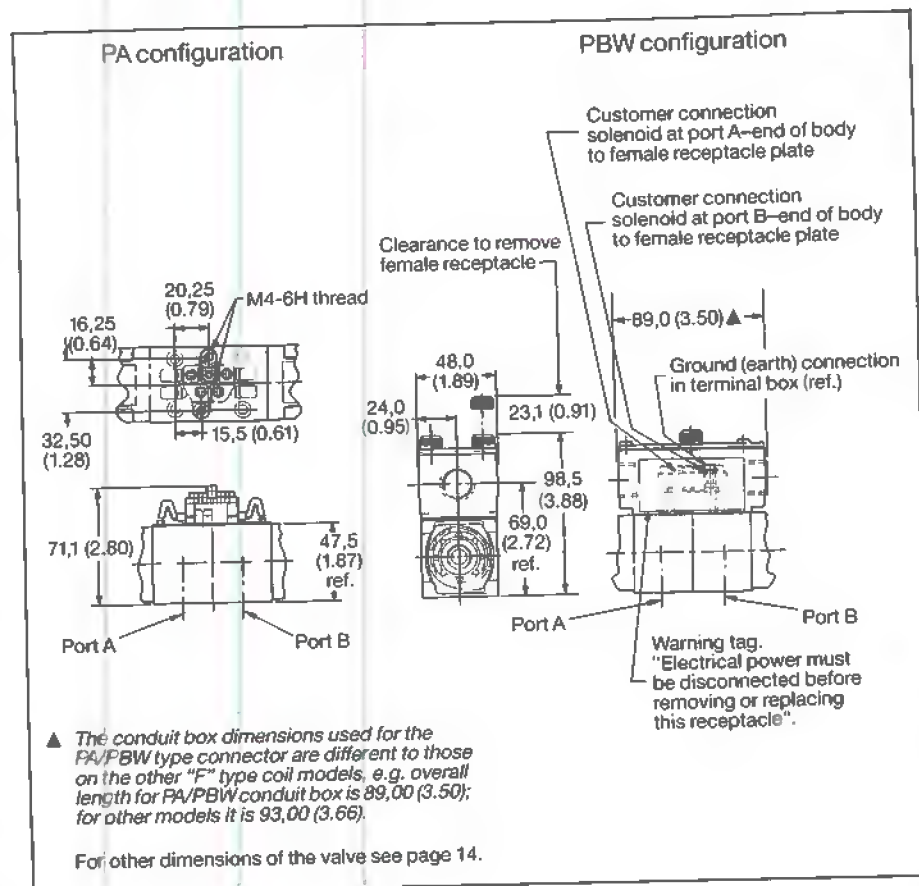 PA configuration
PBW configuration
Customer connection
solenoid at port A–end of body
to female receptacle plate
Customer connection
solenoid at port B–end of body
to female receptacle plate
Clearance to remove
female receptacle
20,25
(0.79)
M4-6H thread
16,25
(0.64)
89,0 (3.50) ▲
48,0
(1.89)
Ground (earth) connection
in terminal box (ref.)
24,0
(0.95)
23,1 (0.91)
32,50
(1.28)
15,5 (0.61)
98,5
(3.88)
71,1 (2.80)
47,5
(1.87)
ref.
69,0
(2.72)
ref.
Port A
Port B
Port A
Port B
Warning tag.
"Electrical power must
be disconnected before
removing or replacing
this receptacle".
▲ The conduit box dimensions used for the
PA/PBW type connector are different to those
on the other "F" type coil models, e.g. overall
length for PA/PBW conduit box is 89,00 (3.50);
for other models it is 93,00 (3.66).
For other dimensions of the valve see page 14.